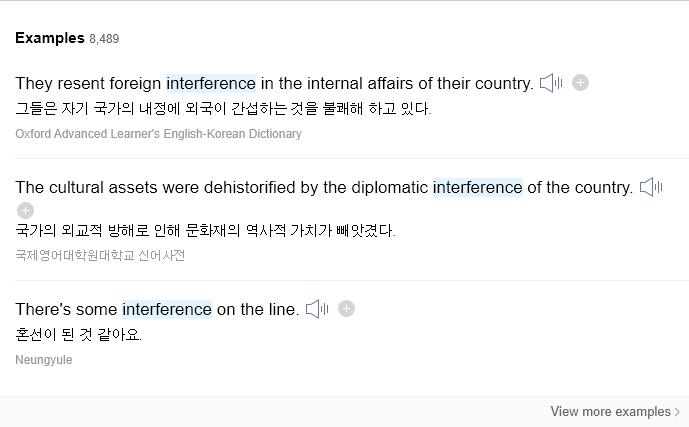 Examples 8,489
They resent foreign interference in the internal affairs of their country.
그들은 자기 국가의 내정에 외국이 간섭하는 것을 불쾌해 하고 있다.
Oxford Advanced Learner's English-Korean Dictionary
The cultural assets were dehistorified by the diplomatic interference of the country.
국가의 외교적 방해로 인해 문화재의 역사적 가치가 빼앗겼다.
국제영어대학원대학교 신어사전
There's some interference on the line.
혼선이 된 것 같아요.
Neungyule
View more examples >